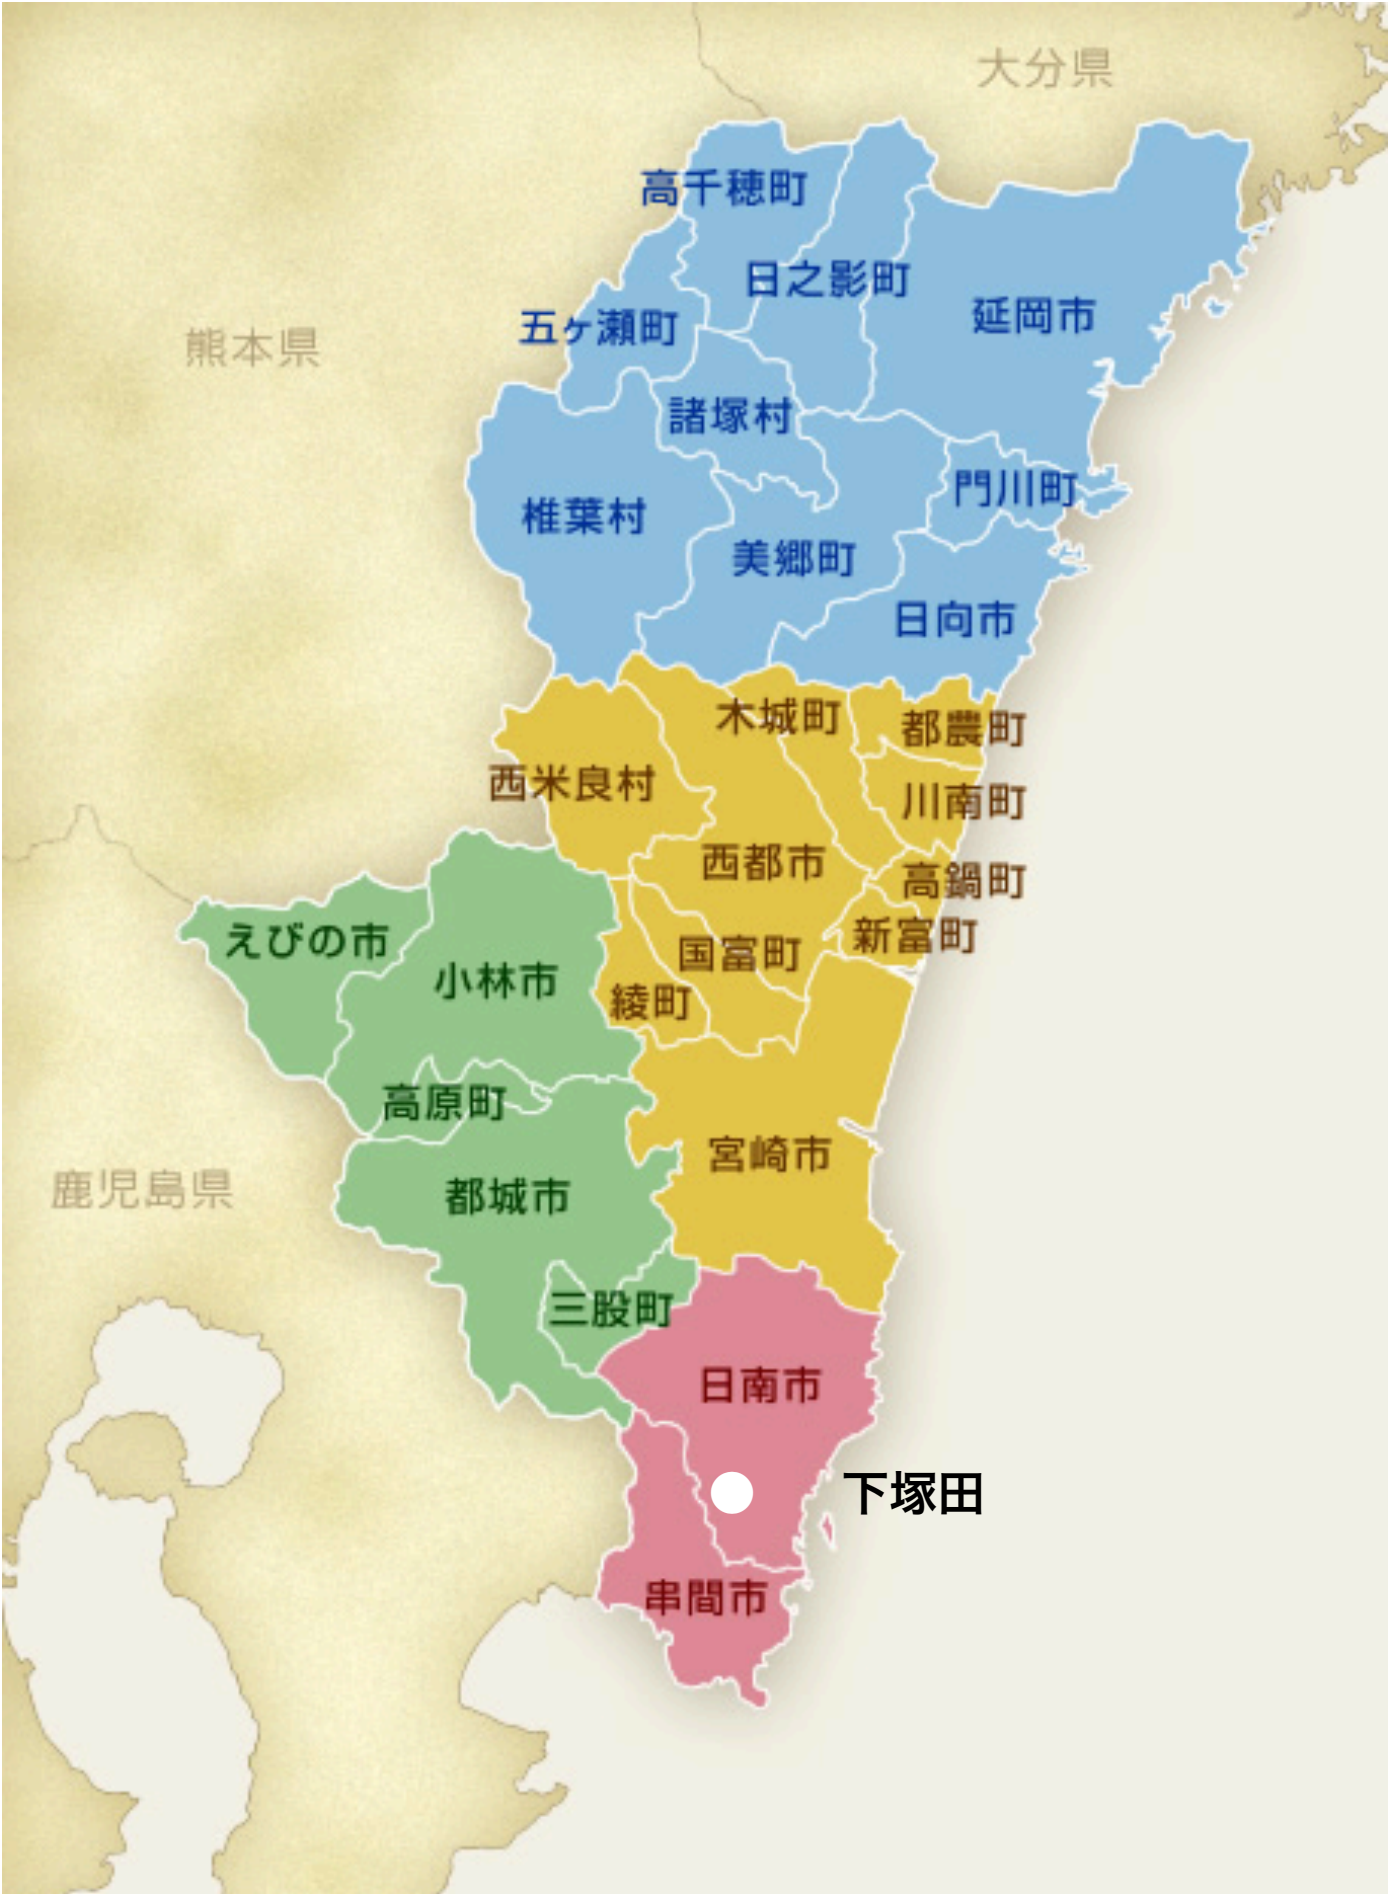 大分県
高千穂町
日之影町
延岡市
五ヶ瀬町
熊本県
諸塚村
門川町
椎葉村
美郷町
日向市
木城町
都農町
西米良村
川南町
西都市
高鍋町
えびの市
新富町
国富町
小林市
綾町
高原町
宮崎市
鹿児島県
都城市
三股町
日南市
下塚田
串間市